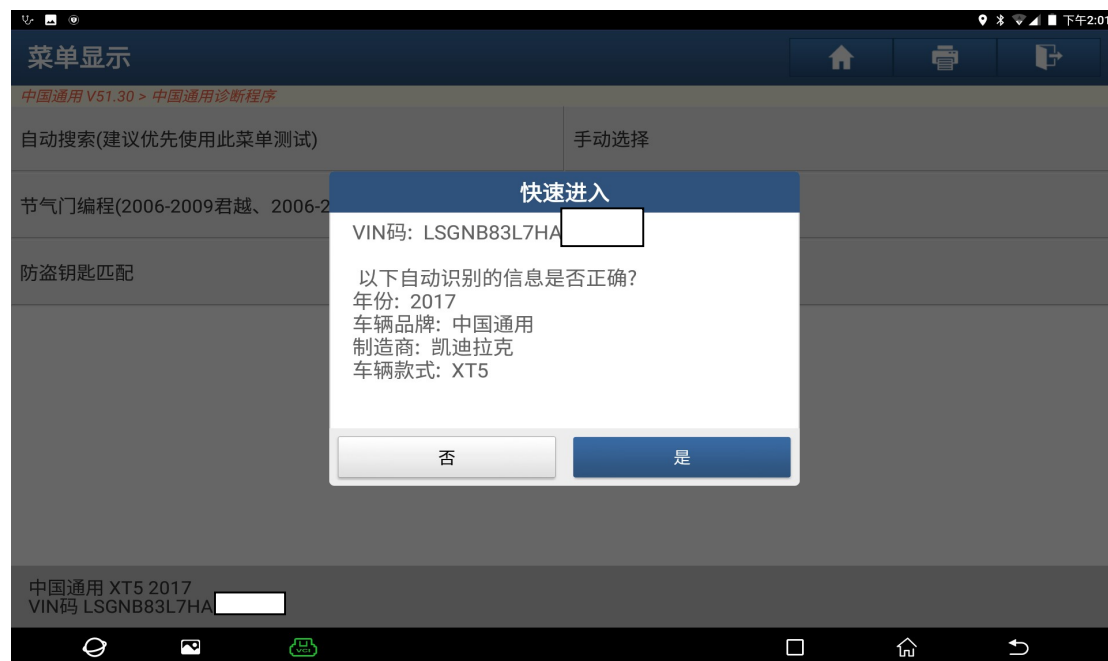 下午2:01
菜单显示
中国通用 V51.30 > 中国通用诊断程序
自动搜索(建议优先使用此菜单测试)
手动选择
节气门编程(2006-2009君越、2006-2
防盗钥匙匹配
快速进入
VIN码: LSGNB83L7HA
以下自动识别的信息是否正确?
年份: 2017
车辆品牌: 中国通用
制造商: 凯迪拉克
车辆款式: XT5
否
是
中国通用 XT5 2017
VIN码 LSGNB83L7HA
VCI